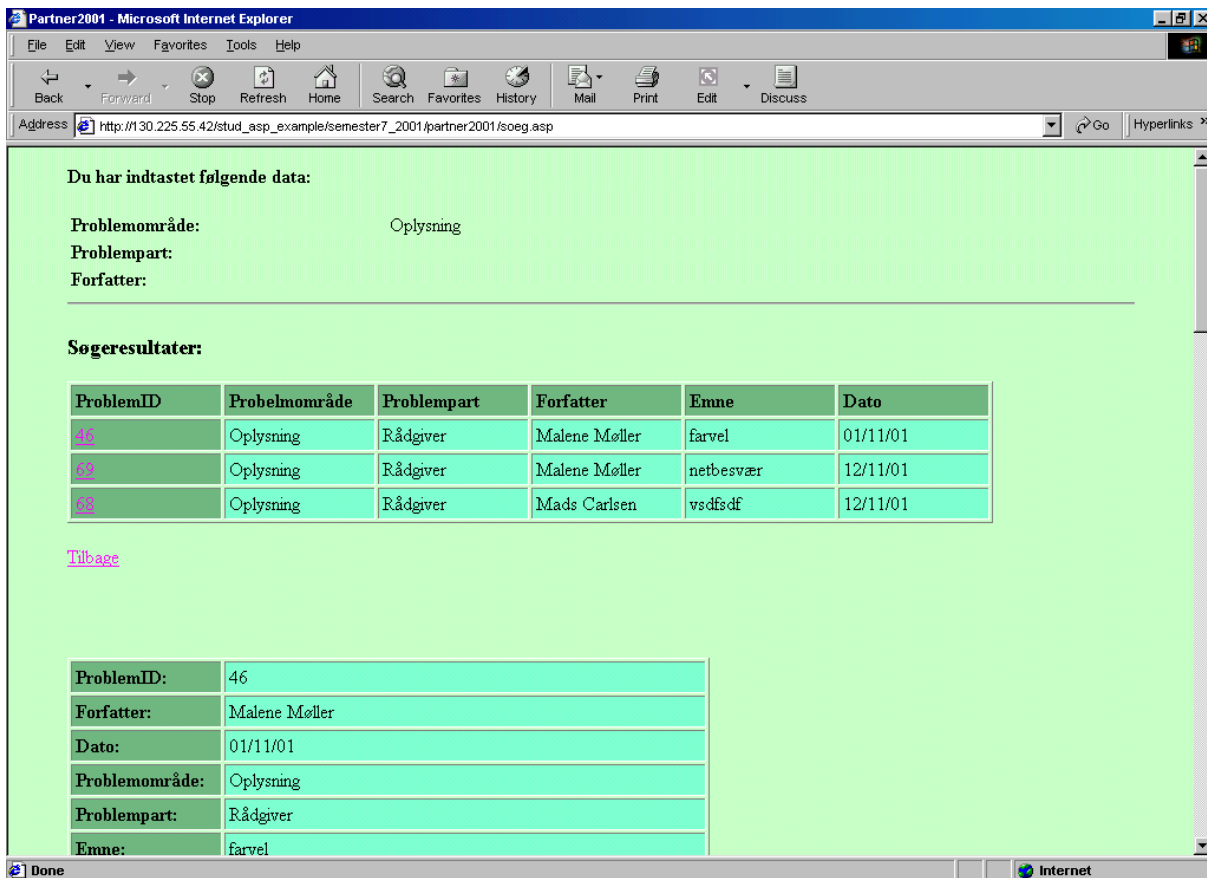 Partner2001 - Microsoft Internet Explorer
File Edit View Favorites Tools Help
Back Forward Stop Refresh Home Search Favorites History Mail Print Edit Discuss
Address http://130.225.55.42/stud_asp_example/semester7_2001/partner2001/soeg.asp Go Hyperlinks »
Du har indtastet følgende data:
Problemområde: Oplysning
Problempart:
Forfatter:
Søgeresultater:
ProblemID Probelmområde Problempart Forfatter Emne Dato
46 Oplysning Rådgiver Malene Møller farvel 01/11/01
69 Oplysning Rådgiver Malene Møller netbesvær 12/11/01
68 Oplysning Rådgiver Mads Carlsen vsdfsdf 12/11/01
Tilbage
ProblemID: 46
Forfatter: Malene Møller
Dato: 01/11/01
Problemområde: Oplysning
Problempart: Rådgiver
Emne: farvel
Done Internet